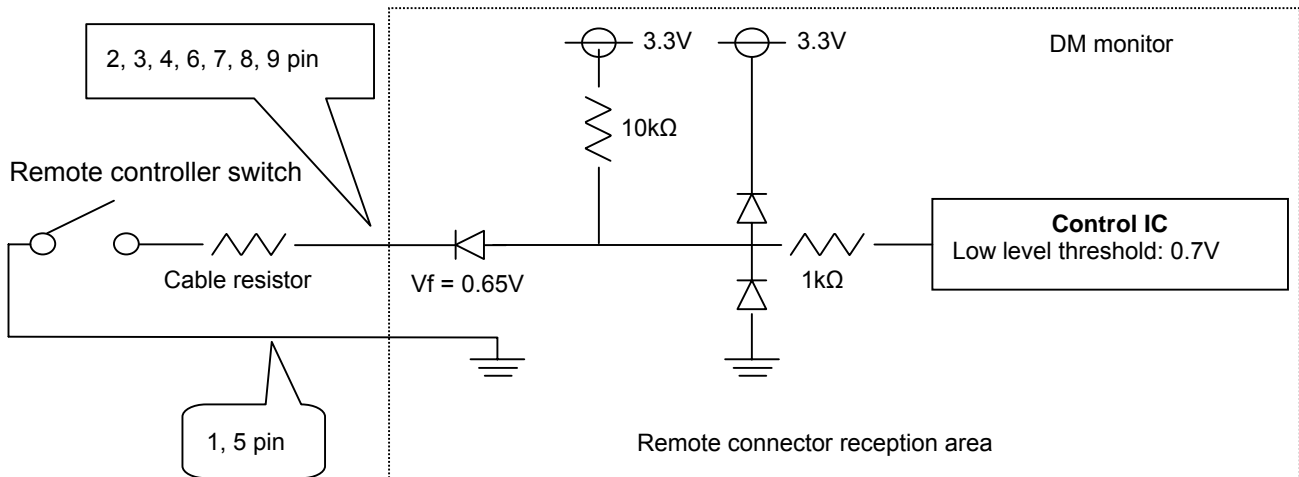 2, 3, 4, 6, 7, 8, 9 pin
3.3V
3.3V
DM monitor
10kΩ
Remote controller switch
Control IC
Low level threshold: 0.7V
Cable resistor
Vf = 0.65V
1kΩ
1, 5 pin
Remote connector reception area